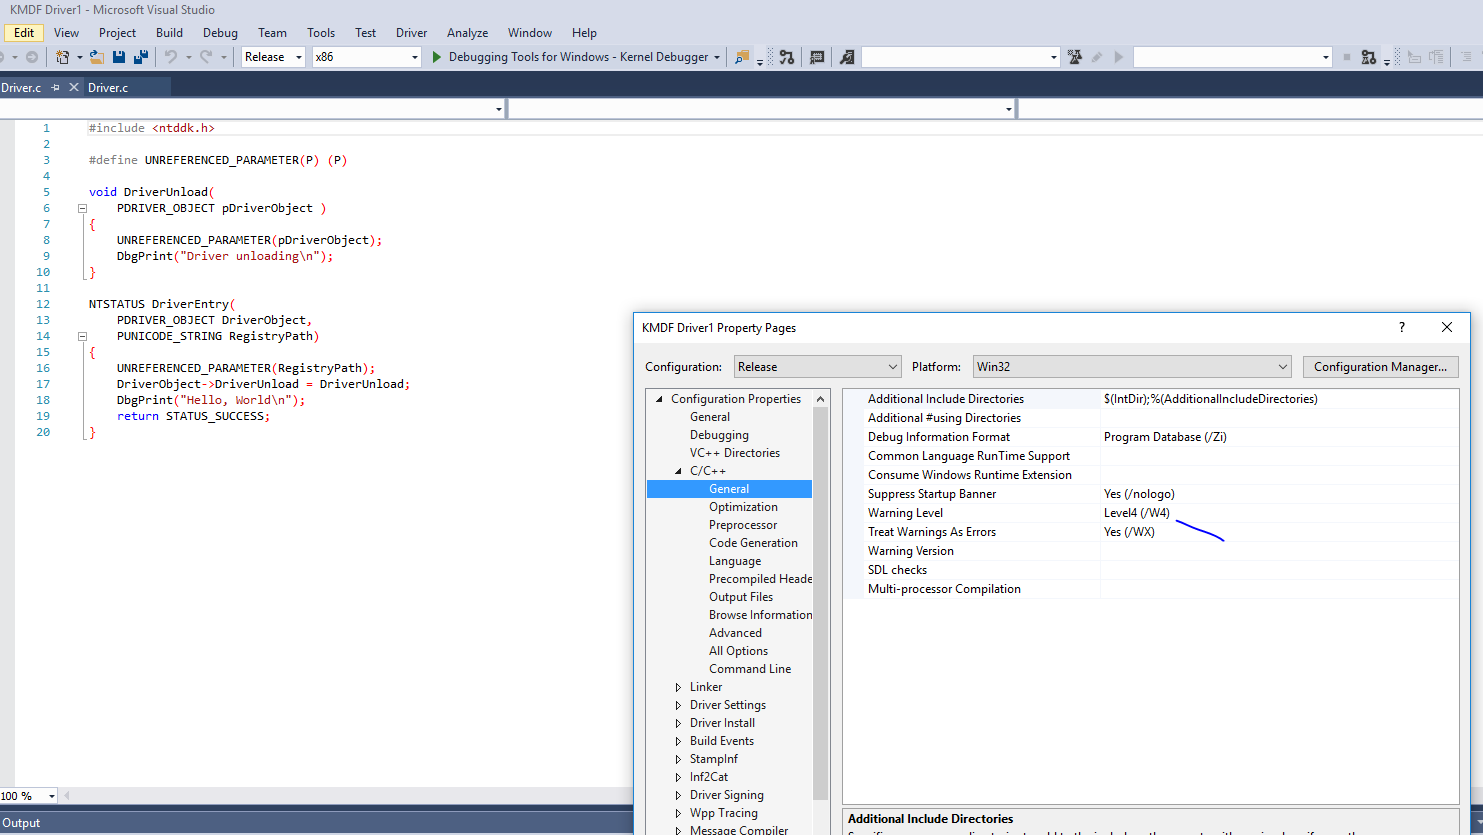 KMDF Driver1 - Microsoft Visual Studio
Edit View Project Build Debug Team Tools Test Driver Analyze Window Help
Release x86 Debugging Tools for Windows - Kernel Debugger
Driver.c Driver.c
1 #include <ntddk.h>
2
3 #define UNREFERENCED_PARAMETER(P) (P)
4
5 void DriverUnload(
6 PDRIVER_OBJECT pDriverObject )
7 {
8 UNREFERENCED_PARAMETER(pDriverObject);
9 DbgPrint("Driver unloading\n");
10 }
11
12 NTSTATUS DriverEntry(
13 PDRIVER_OBJECT DriverObject,
14 PUNICODE_STRING RegistryPath)
15 {
16 UNREFERENCED_PARAMETER(RegistryPath);
17 DriverObject->DriverUnload = DriverUnload;
18 DbgPrint("Hello, World\n");
19 return STATUS_SUCCESS;
20 }
100 %
Output
KMDF Driver1 Property Pages ?
Configuration: Release Platform: Win32 Configuration Manager...
Configuration Properties
General
Debugging
VC++ Directories
C/C++
General
Optimization
Preprocessor
Code Generation
Language
Precompiled Heade
Output Files
Browse Information
Advanced
All Options
Command Line
Linker
Driver Settings
Driver Install
Build Events
StampInf
Inf2Cat
Driver Signing
Wpp Tracing
Message Compiler
Additional Include Directories $(IntDir);%(AdditionalIncludeDirectories)
Additional #using Directories
Debug Information Format Program Database (/Zi)
Common Language RunTime Support
Consume Windows Runtime Extension
Suppress Startup Banner Yes (/nologo)
Warning Level Level4 (/W4)
Treat Warnings As Errors Yes (/WX)
Warning Version
SDL checks
Multi-processor Compilation
Additional Include Directories